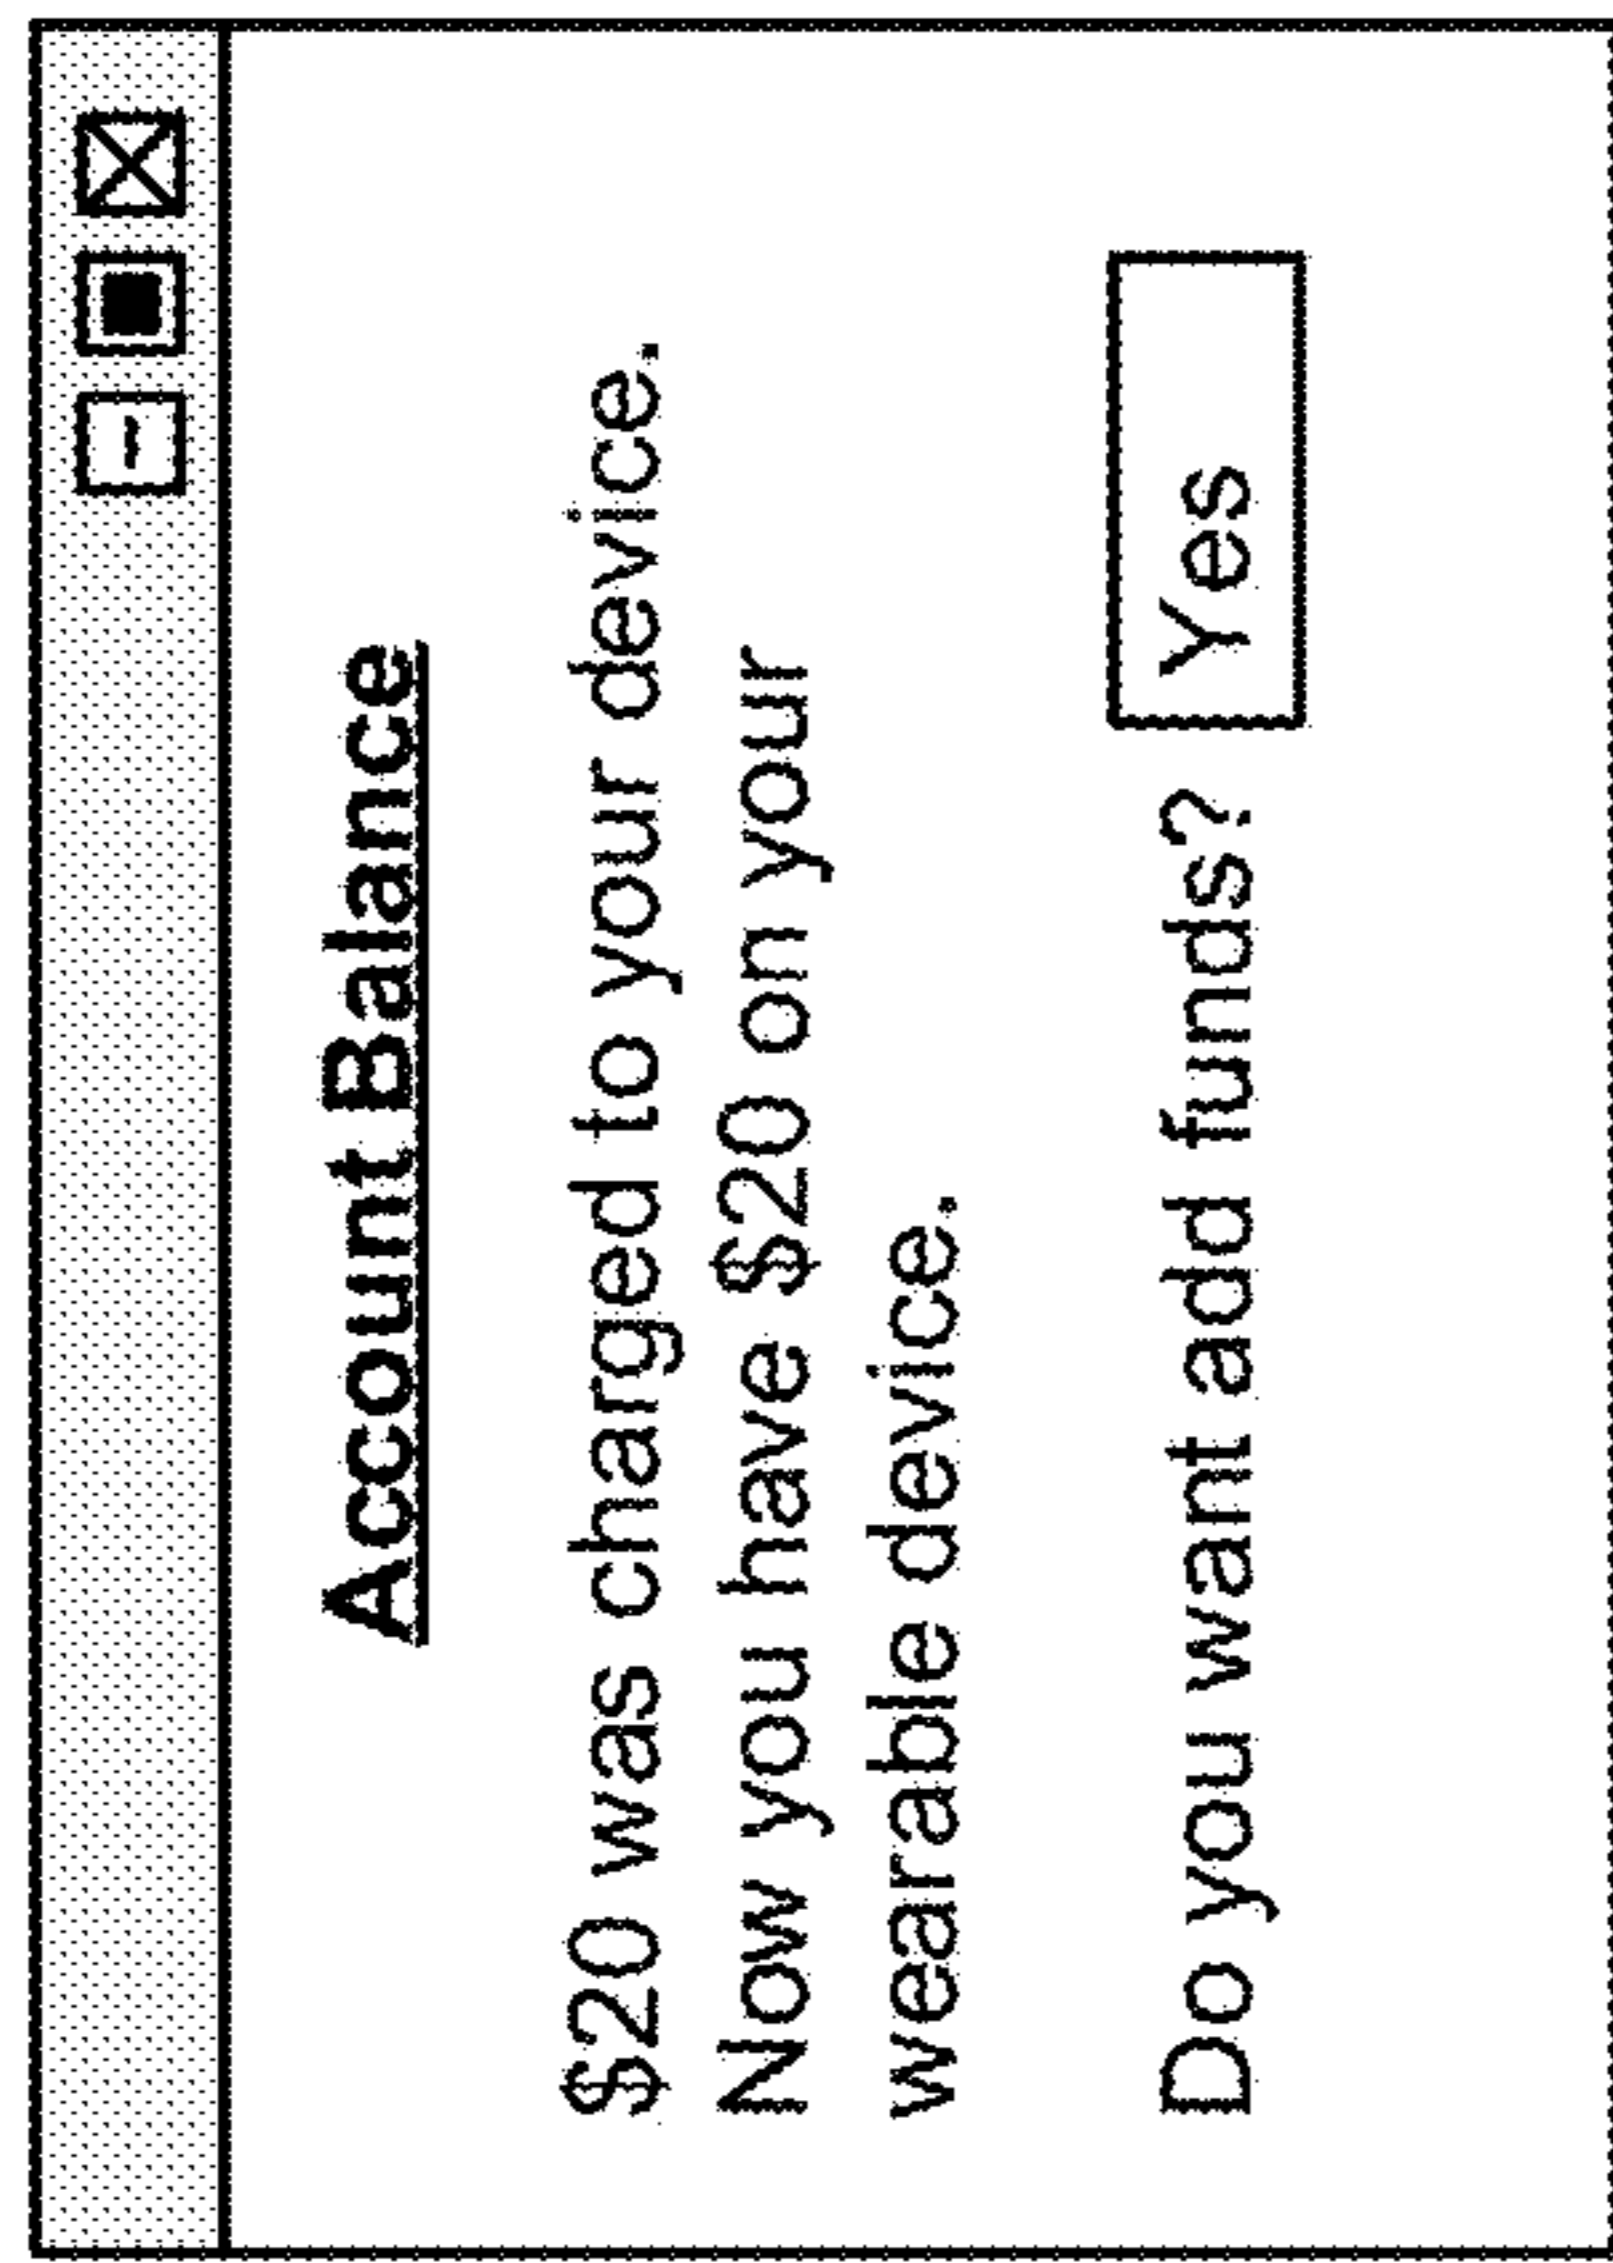 Account Balance
$20 was charged to your device.
Now you have $20 on your
wearable device.
Do you want add funds? Yes